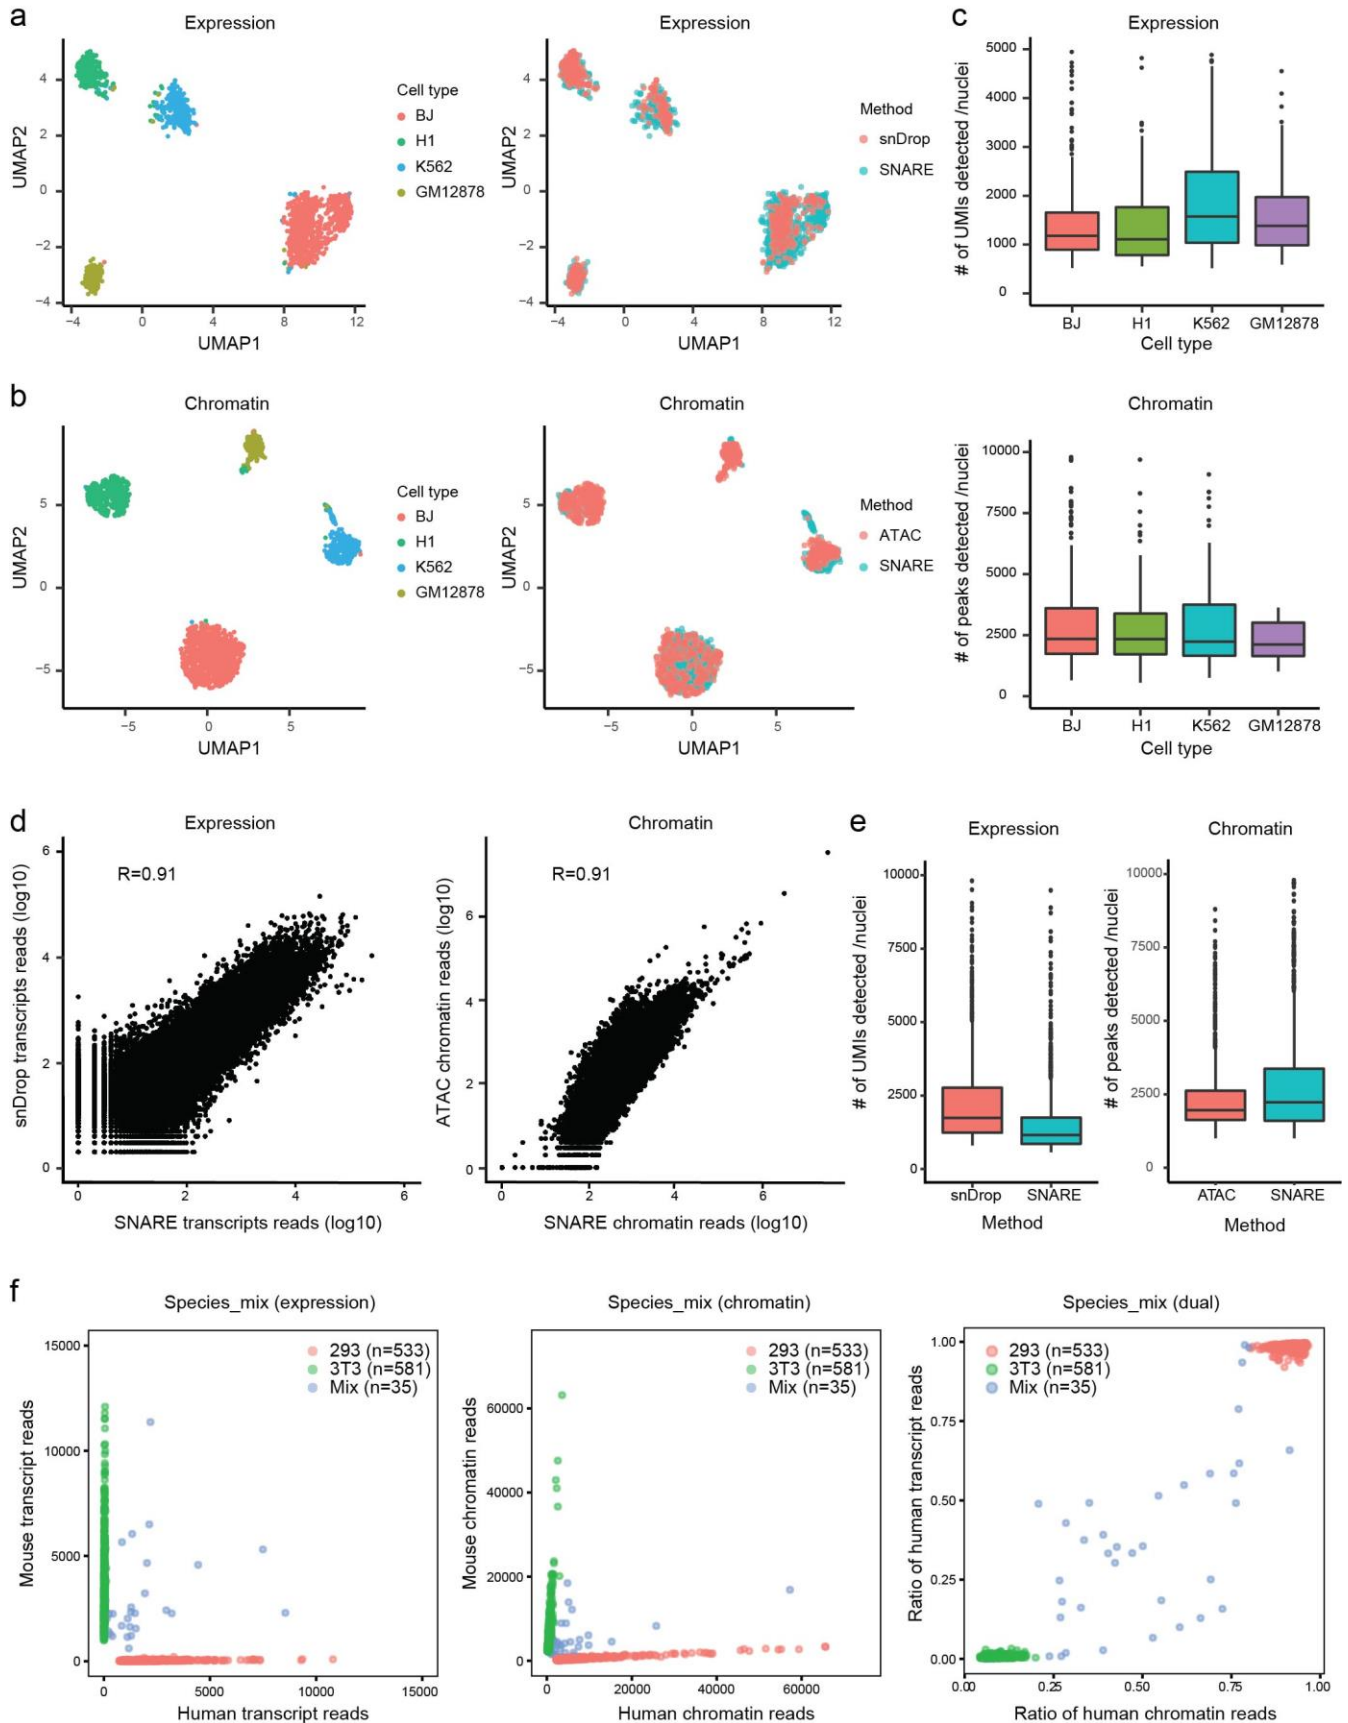 a
Expression
UMAP2
4
2
0
−2
−4
−4
0
4
8
12
UMAP1
Cell type
BJ
H1
K562
GM12878
Expression
UMAP2
4
2
0
−2
−4
−4
0
4
8
12
UMAP1
Method
snDrop
SNARE
c
Expression
# of UMIs detected /nuclei
5000
4000
3000
2000
1000
0
BJ
H1
K562
GM12878
Cell type
b
Chromatin
UMAP2
5
0
−5
−5
0
5
UMAP1
Cell type
BJ
H1
K562
GM12878
Chromatin
UMAP2
5
0
−5
−5
0
5
UMAP1
Method
ATAC
SNARE
Chromatin
# of peaks detected /nuclei
10000
7500
5000
2500
0
BJ
H1
K562
GM12878
Cell type
d
Expression
R=0.91
snDrop transcripts reads (log10)
6
4
2
0
0
2
4
6
SNARE transcripts reads (log10)
Chromatin
R=0.91
ATAC chromatin reads (log10)
6
4
2
0
0
2
4
6
SNARE chromatin reads (log10)
e
Expression
# of UMIs detected /nuclei
10000
7500
5000
2500
0
snDrop
SNARE
Method
Chromatin
# of peaks detected /nuclei
10000
7500
5000
2500
0
ATAC
SNARE
Method
f
Species_mix (expression)
293 (n=533)
3T3 (n=581)
Mix (n=35)
Mouse transcript reads
15000
10000
5000
0
0
5000
10000
15000
Human transcript reads
Species_mix (chromatin)
293 (n=533)
3T3 (n=581)
Mix (n=35)
Mouse chromatin reads
60000
40000
20000
0
0
20000
40000
60000
Human chromatin reads
Species_mix (dual)
293 (n=533)
3T3 (n=581)
Mix (n=35)
Ratio of human transcript reads
1.00
0.75
0.50
0.25
0.00
0.00
0.25
0.50
0.75
1.00
Ratio of human chromatin reads